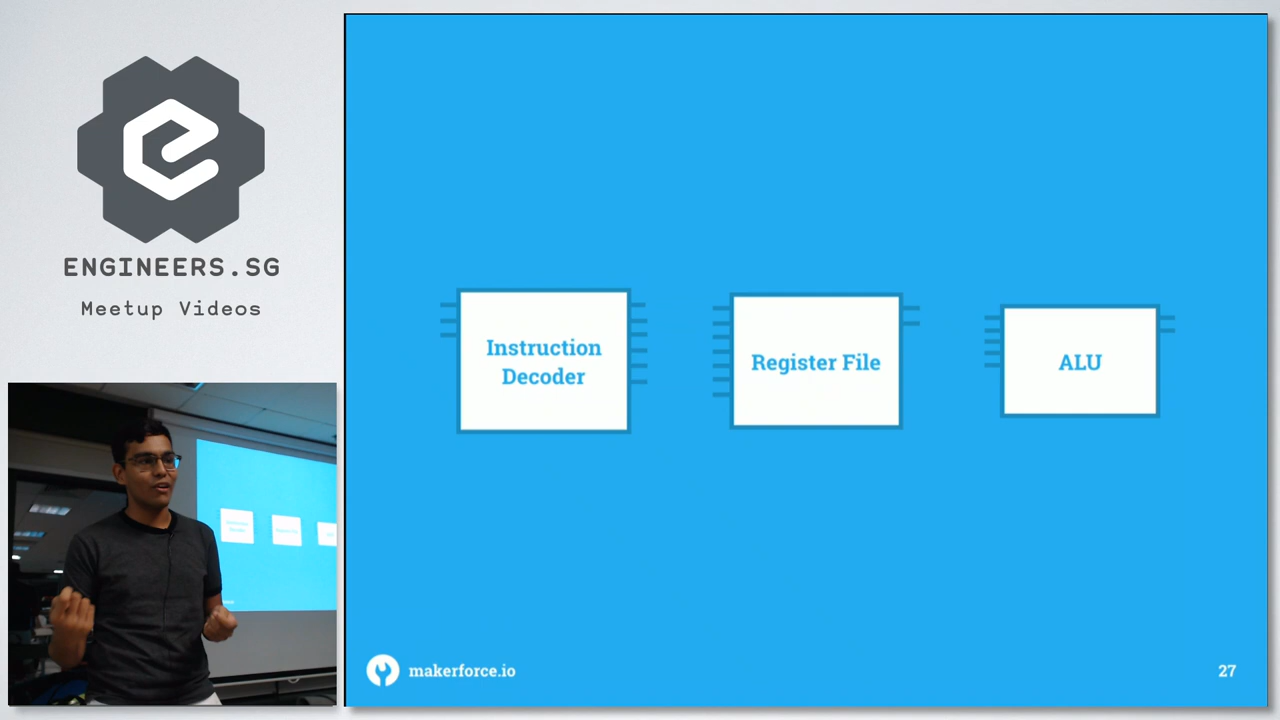 ENGINEERS.SG
Meetup Videos
Instruction
Decoder
Register File
ALU
makerforce.io
27